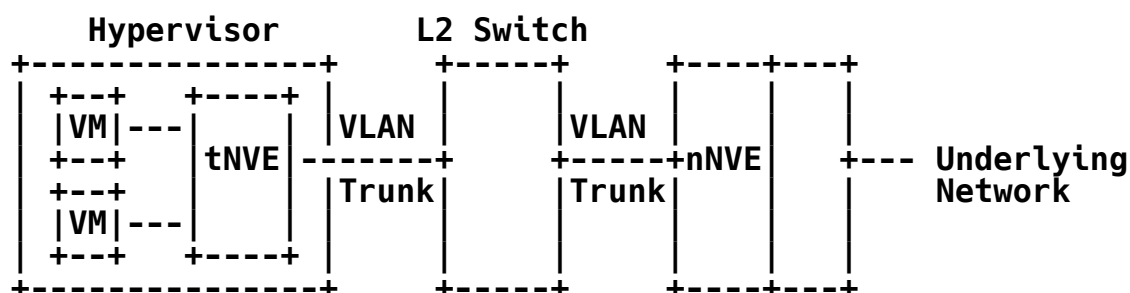 Hypervisor L2 Switch
+---------------+ +-----+ +----+---+
| +--+ +----+ | | | | | |
| |VM|---| | |VLAN | |VLAN | | |
| +--+ |tNVE|-------+ +-----+nNVE| +--- Underlying
| +--+ | | |Trunk| |Trunk| | | Network
| |VM|---| | | | | | | |
| +--+ +----+ | | | | | |
+---------------+ +-----+ +----+---+